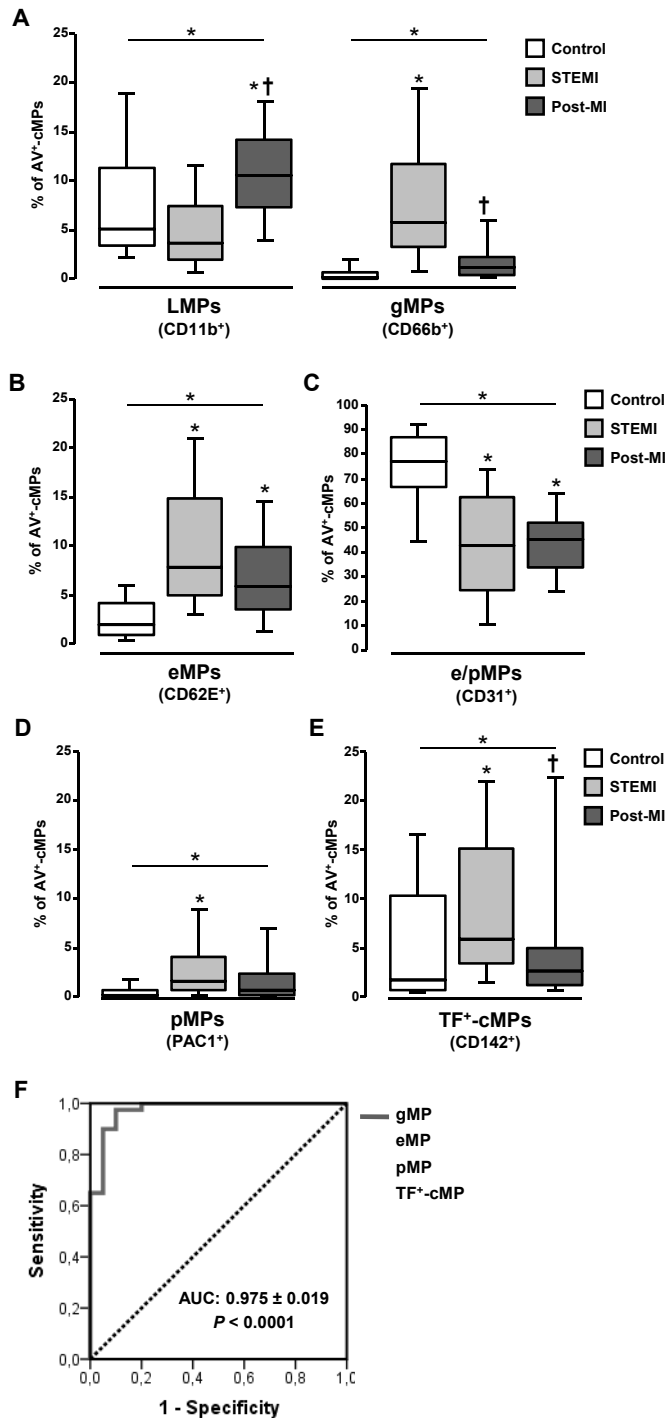 A
% of AV⁺-cMPs
25
20
15
10
5
0
*
*†
LMPs
(CD11b⁺)
*
*
†
gMPs
(CD66b⁺)
Control
STEMI
Post-MI
B
% of AV⁺-cMPs
25
20
15
10
5
0
*
*
*
eMPs
(CD62E⁺)
C
% of AV⁺-cMPs
100
90
80
70
60
50
40
30
20
10
0
*
*
*
e/pMPs
(CD31⁺)
Control
STEMI
Post-MI
D
% of AV⁺-cMPs
25
20
15
10
5
0
*
*
pMPs
(PAC1⁺)
E
% of AV⁺-cMPs
25
20
15
10
5
0
*
*
†
TF⁺-cMPs
(CD142⁺)
Control
STEMI
Post-MI
F
Sensitivity
1,0
0,8
0,6
0,4
0,2
0,0
0,0 0,2 0,4 0,6 0,8 1,0
1 - Specificity
AUC: 0.975 ± 0.019
P < 0.0001
gMP
eMP
pMP
TF⁺-cMP